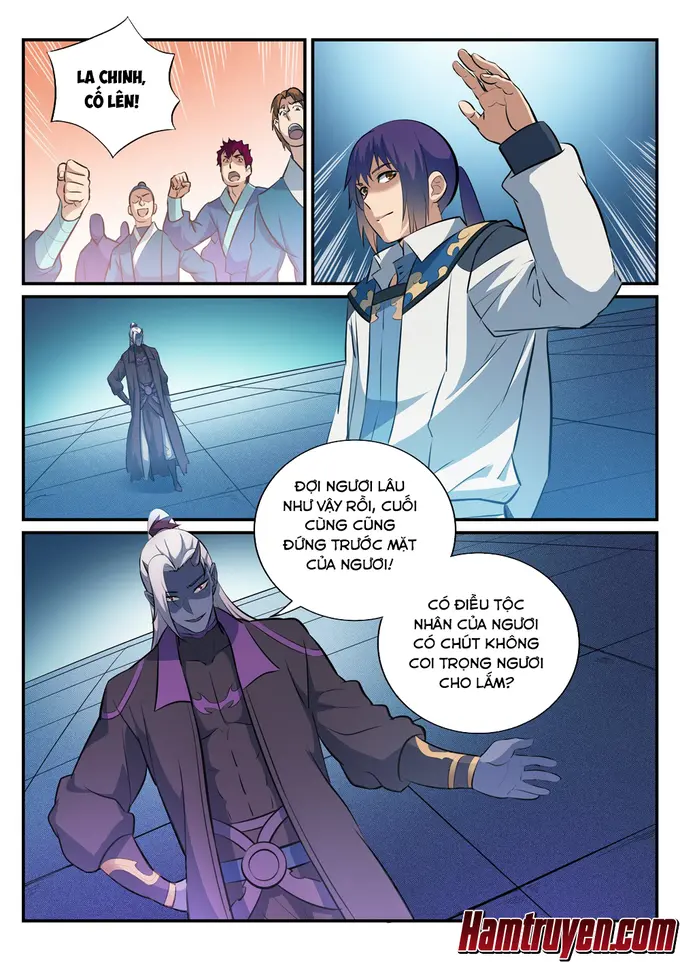 LA CHINH,
CỐ LÊN!
ĐỢI NGƯƠI LÂU
NHƯ VẬY RỒI, CUỐI
CÙNG CŨNG
ĐỨNG TRƯỚC MẶT
CỦA NGƯƠI!
CÓ ĐIỀU TỘC
NHÂN CỦA NGƯƠI
CÓ CHÚT KHÔNG
COI TRỌNG NGƯƠI
CHO LẮM?
Hamtruyen.com